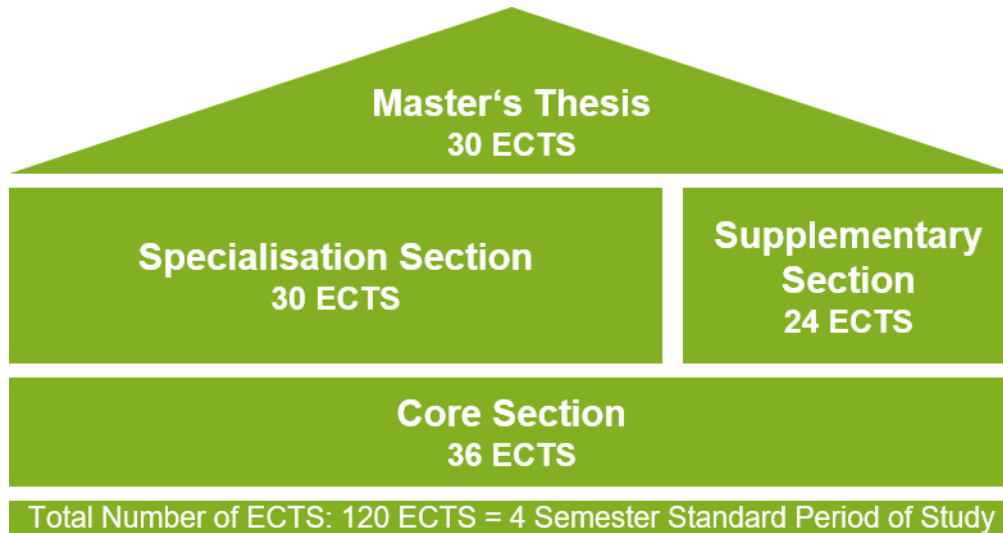 Master‘s Thesis
30 ECTS
Specialisation Section
30 ECTS
Supplementary
Section
24 ECTS
Core Section
36 ECTS
Total Number of ECTS: 120 ECTS = 4 Semester Standard Period of Study